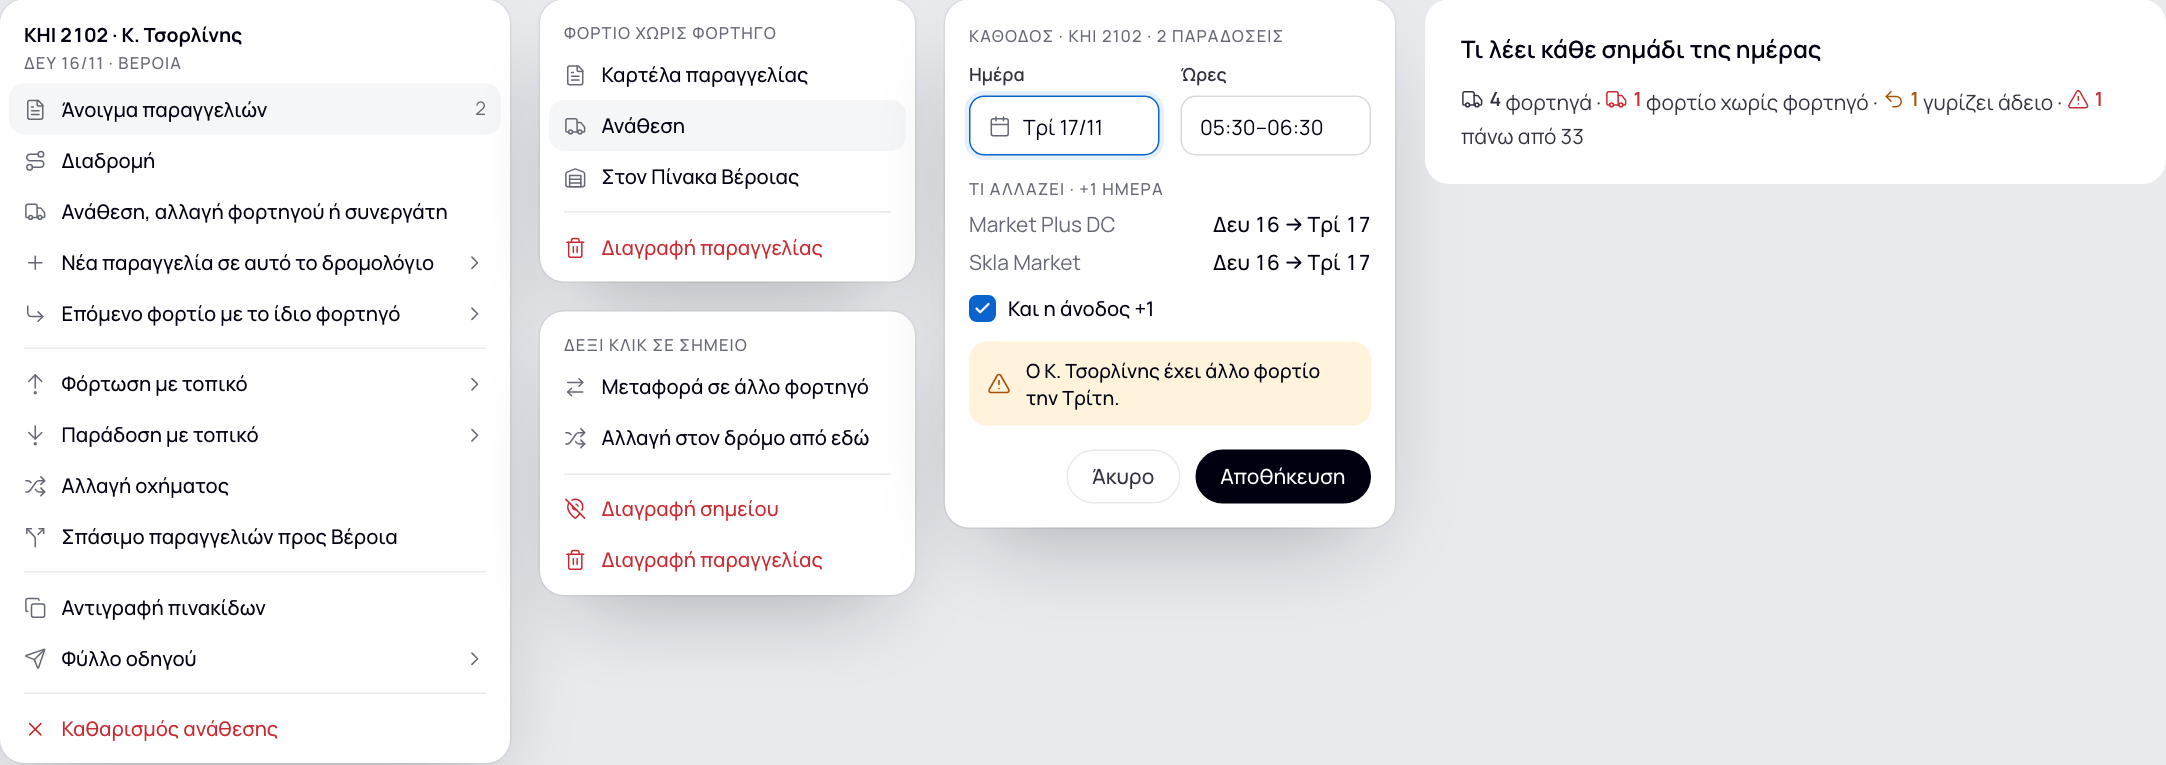 ΚΗΙ 2102 · Κ. Τσορλίνης
ΔΕΥ 16/11 · ΒΕΡΟΙΑ
Άνοιγμα παραγγελιών 2
Διαδρομή
Ανάθεση, αλλαγή φορτηγού ή συνεργάτη
Νέα παραγγελία σε αυτό το δρομολόγιο
Επόμενο φορτίο με το ίδιο φορτηγό
Φόρτωση με τοπικό
Παράδοση με τοπικό
Αλλαγή οχήματος
Σπάσιμο παραγγελιών προς Βέροια
Αντιγραφή πινακίδων
Φύλλο οδηγού
Καθαρισμός ανάθεσης
ΦΟΡΤΙΟ ΧΩΡΙΣ ΦΟΡΤΗΓΟ
Καρτέλα παραγγελίας
Ανάθεση
Στον Πίνακα Βέροιας
Διαγραφή παραγγελίας
ΔΕΞΙ ΚΛΙΚ ΣΕ ΣΗΜΕΙΟ
Μεταφορά σε άλλο φορτηγό
Αλλαγή στον δρόμο από εδώ
Διαγραφή σημείου
Διαγραφή παραγγελίας
ΚΑΘΟΔΟΣ · ΚΗΙ 2102 · 2 ΠΑΡΑΔΟΣΕΙΣ
Ημέρα Ώρες
Τρί 17/11 05:30–06:30
ΤΙ ΑΛΛΑΖΕΙ · +1 ΗΜΕΡΑ
Market Plus DC Δευ 16 → Τρί 17
Skla Market Δευ 16 → Τρί 17
Και η άνοδος +1
Ο Κ. Τσορλίνης έχει άλλο φορτίο
την Τρίτη.
Άκυρο Αποθήκευση
Τι λέει κάθε σημάδι της ημέρας
4 φορτηγά · 1 φορτίο χωρίς φορτηγό · 1 γυρίζει άδειο · 1
πάνω από 33